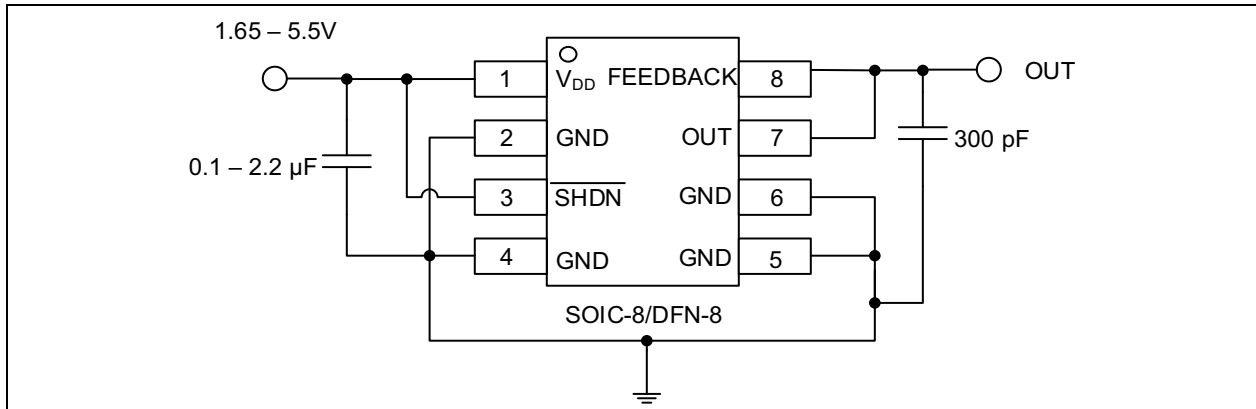 1.65 – 5.5V
1 V_DD FEEDBACK 8 OUT
2 GND OUT 7 300 pF
0.1 – 2.2 µF
3 S̅H̅D̅N̅ GND 6
4 GND GND 5
SOIC-8/DFN-8